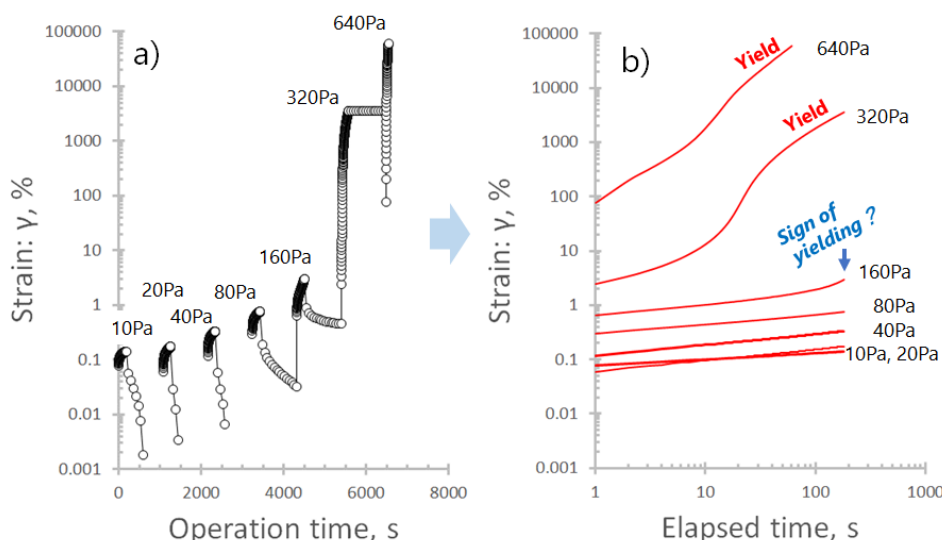 a)
640Pa
320Pa
160Pa
80Pa
40Pa
20Pa
10Pa
100000
10000
1000
100
10
1
0.1
0.01
0.001
0
2000
4000
6000
8000
Strain: γ, %
Operation time, s
b)
Yield
640Pa
Yield
320Pa
Sign of
yielding ?
160Pa
80Pa
40Pa
10Pa, 20Pa
100000
10000
1000
100
10
1
0.1
0.01
0.001
1
10
100
1000
Strain: γ, %
Elapsed time, s